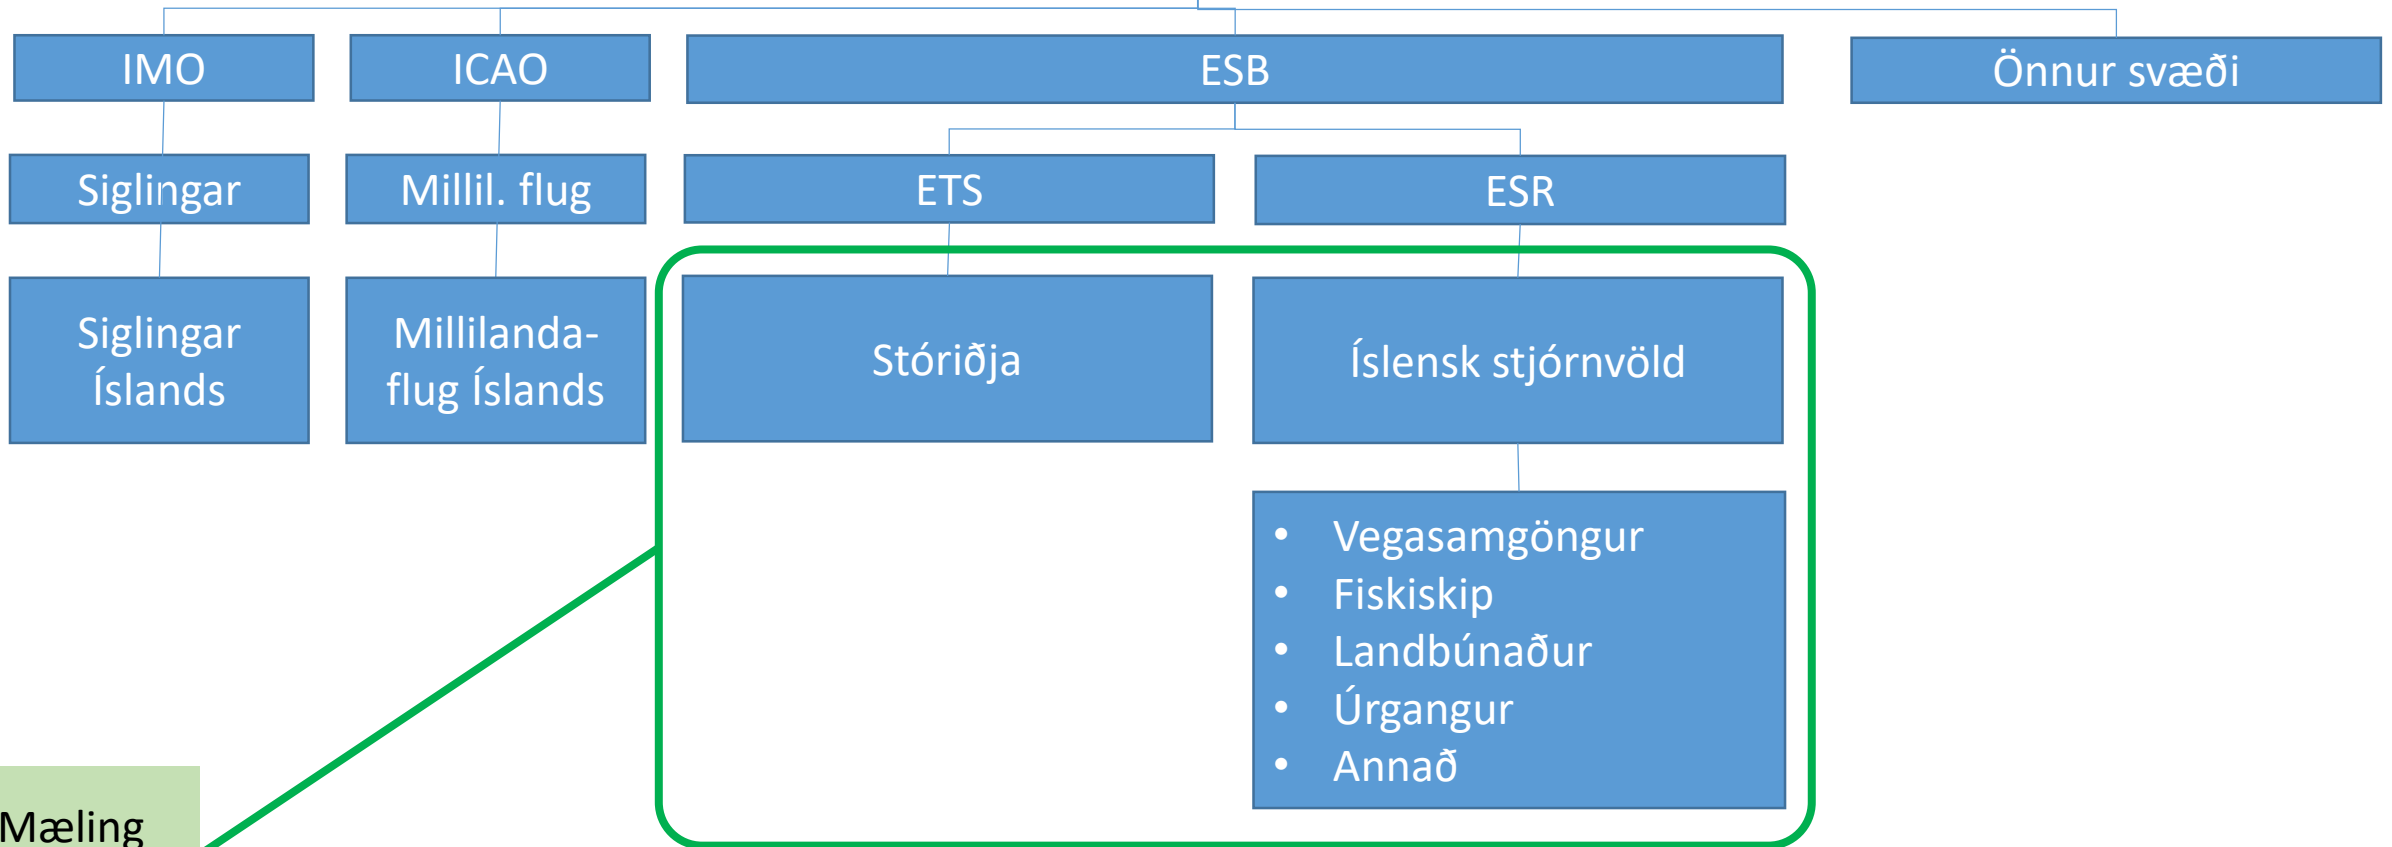 IMO
ICAO
ESB
Önnur svæði
Siglingar
Millil. flug
ETS
ESR
Siglingar
Íslands
Millilanda-
flug Íslands
Stóriðja
Íslensk stjórnvöld
• Vegasamgöngur
• Fiskiskip
• Landbúnaður
• Úrgangur
• Annað
Mæling